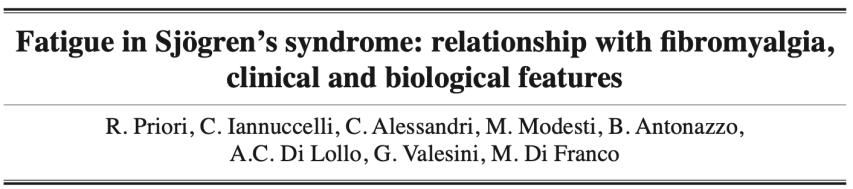 Fatigue in Sjögren’s syndrome: relationship with fibromyalgia,
clinical and biological features
R. Priori, C. Iannuccelli, C. Alessandri, M. Modesti, B. Antonazzo,
A.C. Di Lollo, G. Valesini, M. Di Franco